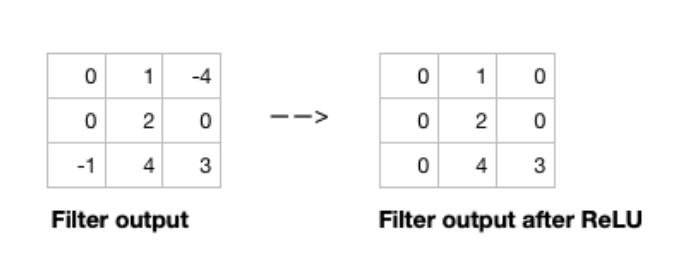 0 1 -4 0 1 0
0 2 0 −−> 0 2 0
-1 4 3 0 4 3
Filter output Filter output after ReLU